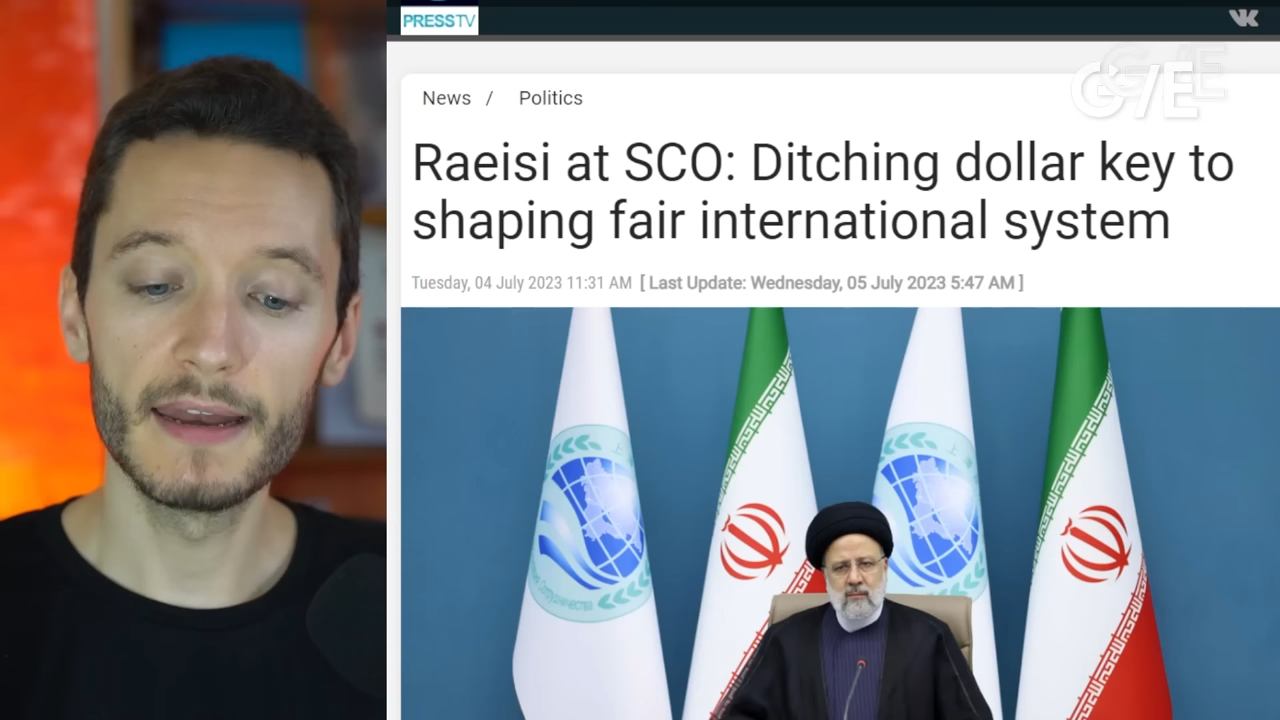 PRESSTV
News / Politics
Raeisi at SCO: Ditching dollar key to
shaping fair international system
Tuesday, 04 July 2023 11:31 AM [ Last Update: Wednesday, 05 July 2023 5:47 AM ]